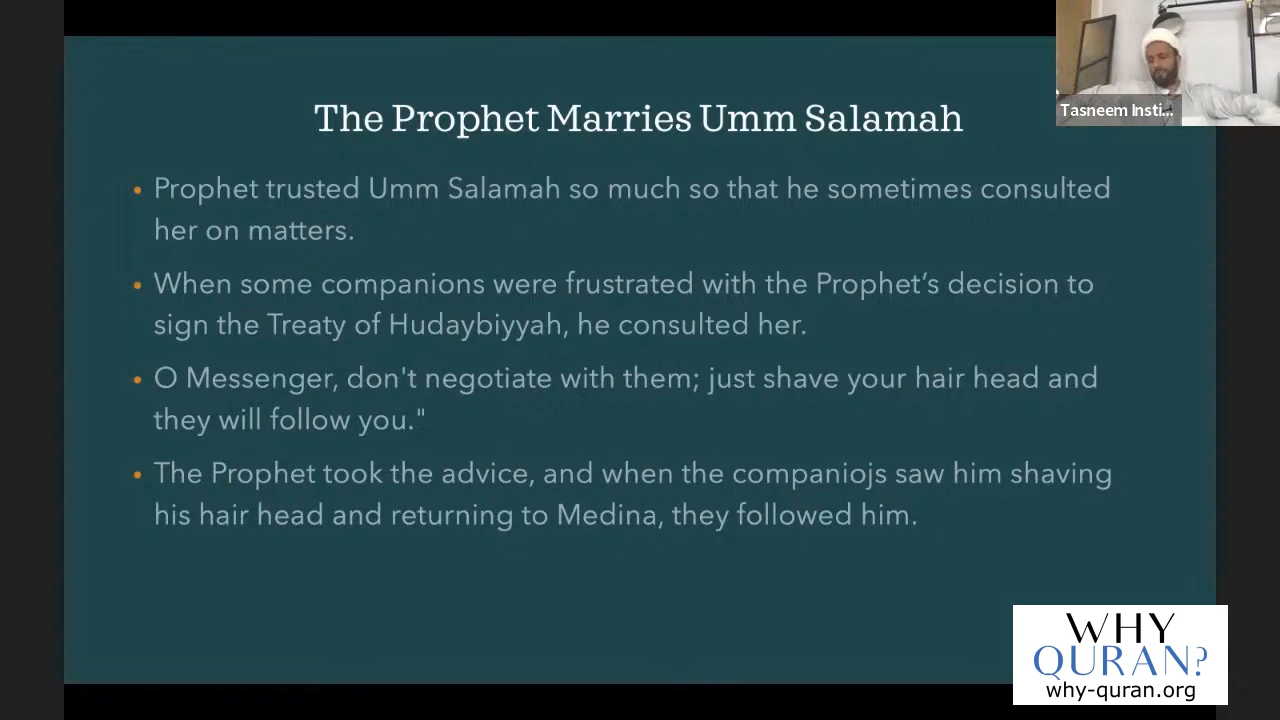 The Prophet Marries Umm Salamah
Tasneem Insti...
• Prophet trusted Umm Salamah so much so that he sometimes consulted
her on matters.
• When some companions were frustrated with the Prophet’s decision to
sign the Treaty of Hudaybiyyah, he consulted her.
• O Messenger, don't negotiate with them; just shave your hair head and
they will follow you."
• The Prophet took the advice, and when the companiojs saw him shaving
his hair head and returning to Medina, they followed him.
WHY
QURAN?
why-quran.org